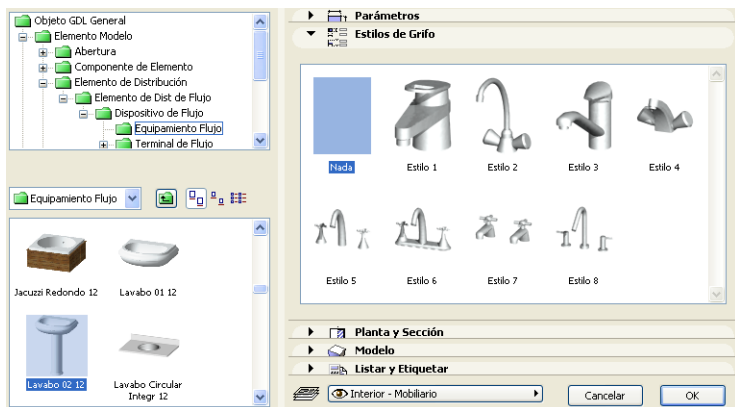 Objeto GDL General
Elemento Modelo
Abertura
Componente de Elemento
Elemento de Distribución
Elemento de Dist de Flujo
Dispositivo de Flujo
Equipamiento Flujo
Terminal de Flujo
Equipamiento Flujo
Jacuzzi Redondo 12
Lavabo 01 12
Lavabo 02 12
Lavabo Circular
Integr 12
Parámetros
Estilos de Grifo
Nada
Estilo 1
Estilo 2
Estilo 3
Estilo 4
Estilo 5
Estilo 6
Estilo 7
Estilo 8
Planta y Sección
Modelo
Listar y Etiquetar
Interior - Mobiliario
Cancelar
OK